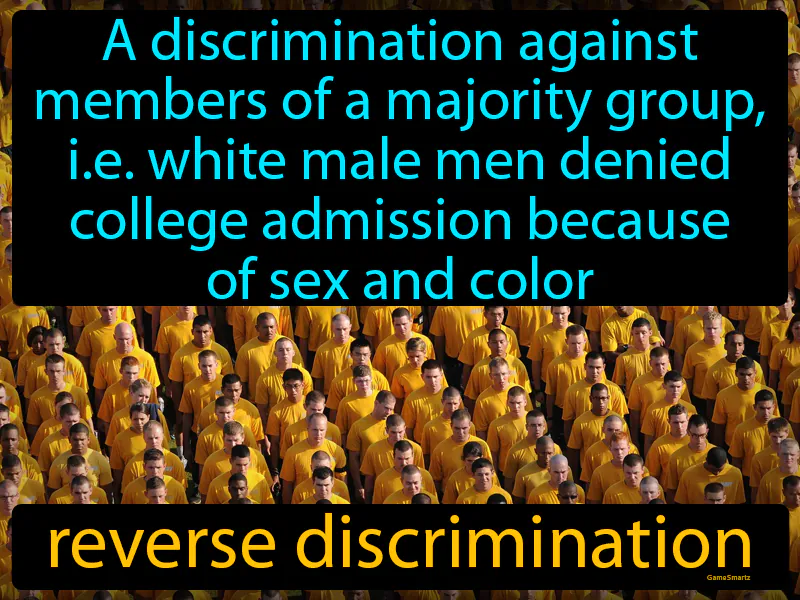 A discrimination against
members of a majority group,
i.e. white male men denied
college admission because
of sex and color
reverse discrimination
GameSmartz